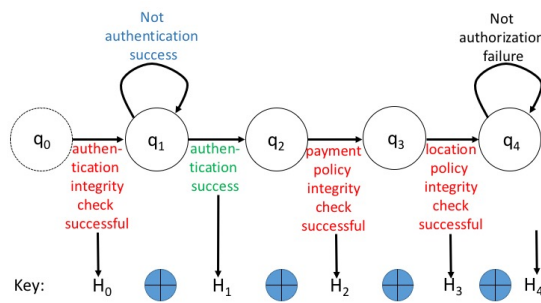 Not
authentication
success
Not
authorization
failure
q0
q1
q2
q3
q4
authen-
tication
integrity
check
successful
authen-
tication
success
payment
policy
integrity
check
successful
location
policy
integrity
check
successful
Key:
H0
H1
H2
H3
H4